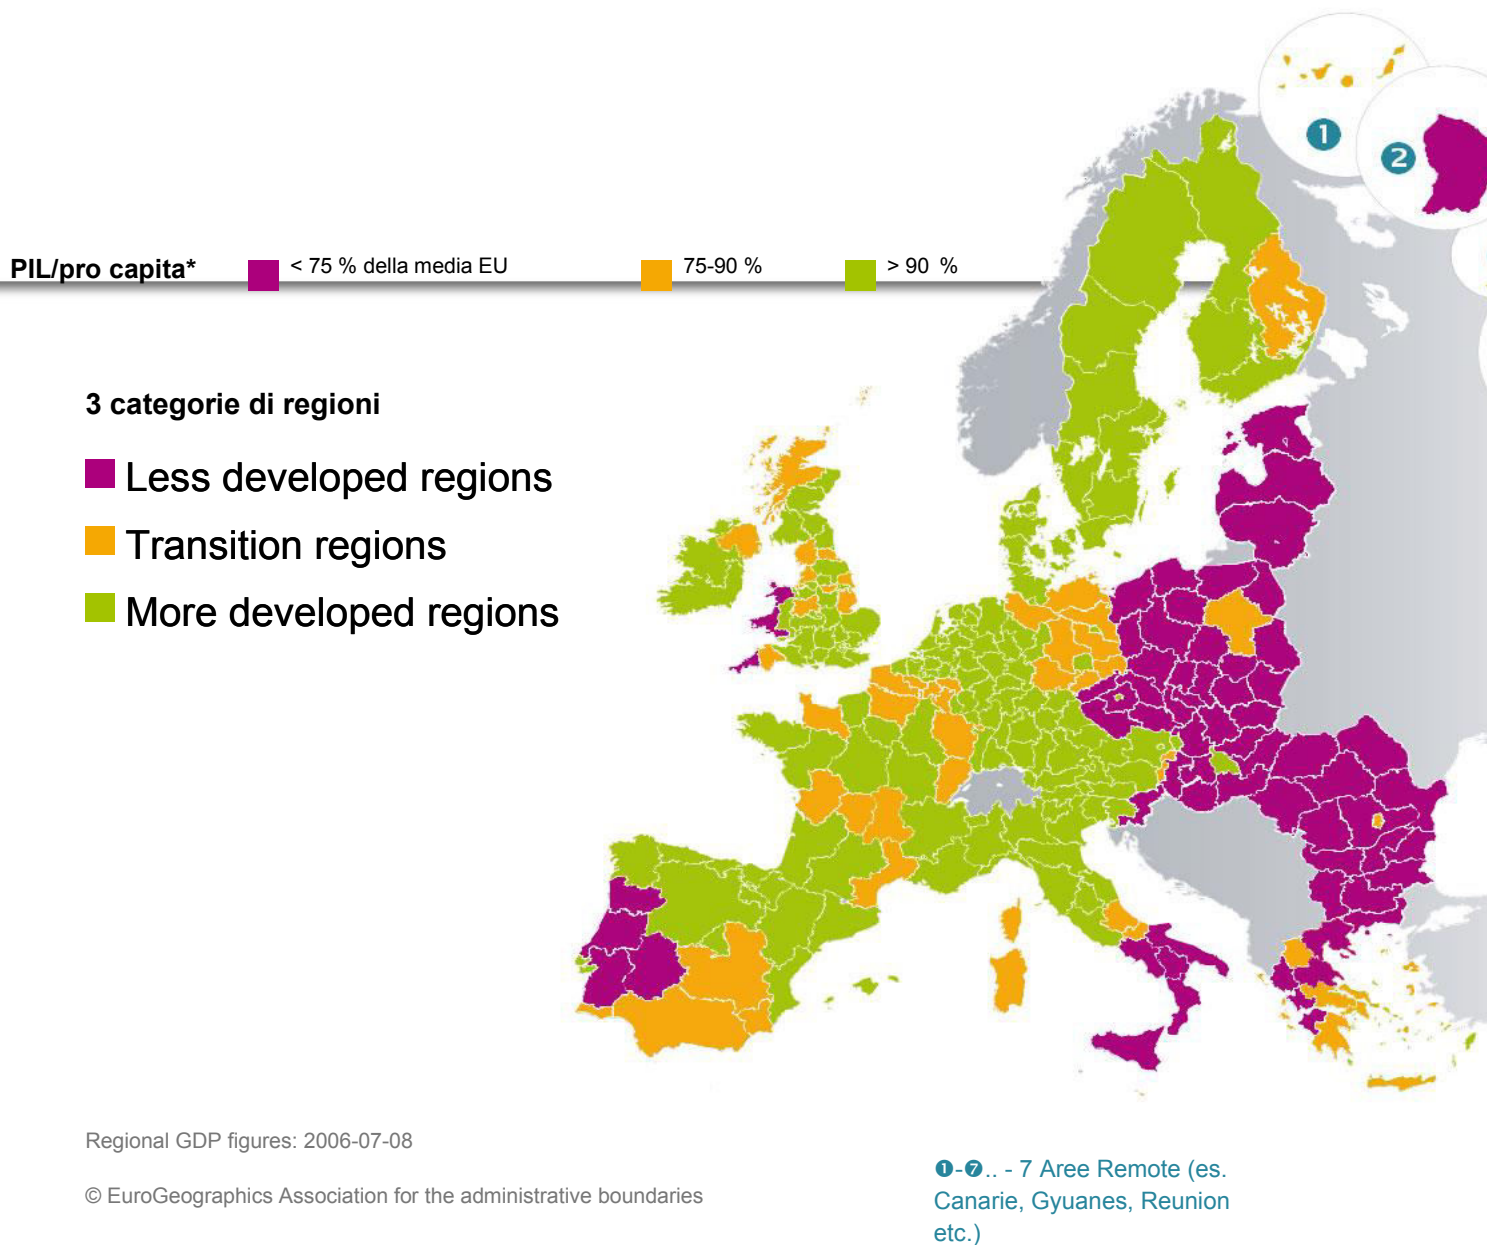 1
2
PIL/pro capita*
< 75 % della media EU
75-90 %
> 90 %
3 categorie di regioni
Less developed regions
Transition regions
More developed regions
Regional GDP figures: 2006-07-08
© EuroGeographics Association for the administrative boundaries
❶-❼.. - 7 Aree Remote (es.
Canarie, Gyuanes, Reunion
etc.)